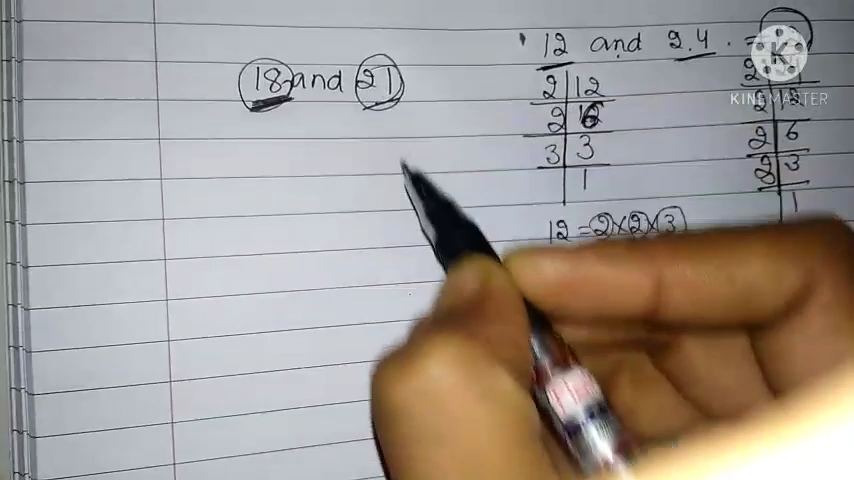 18 and 21
12 and 24. =
2 | 12
2 | 6
3 | 3
1
12 = 2×2×3
2
2 | 12
2 | 6
3
1
K
KINEMASTER